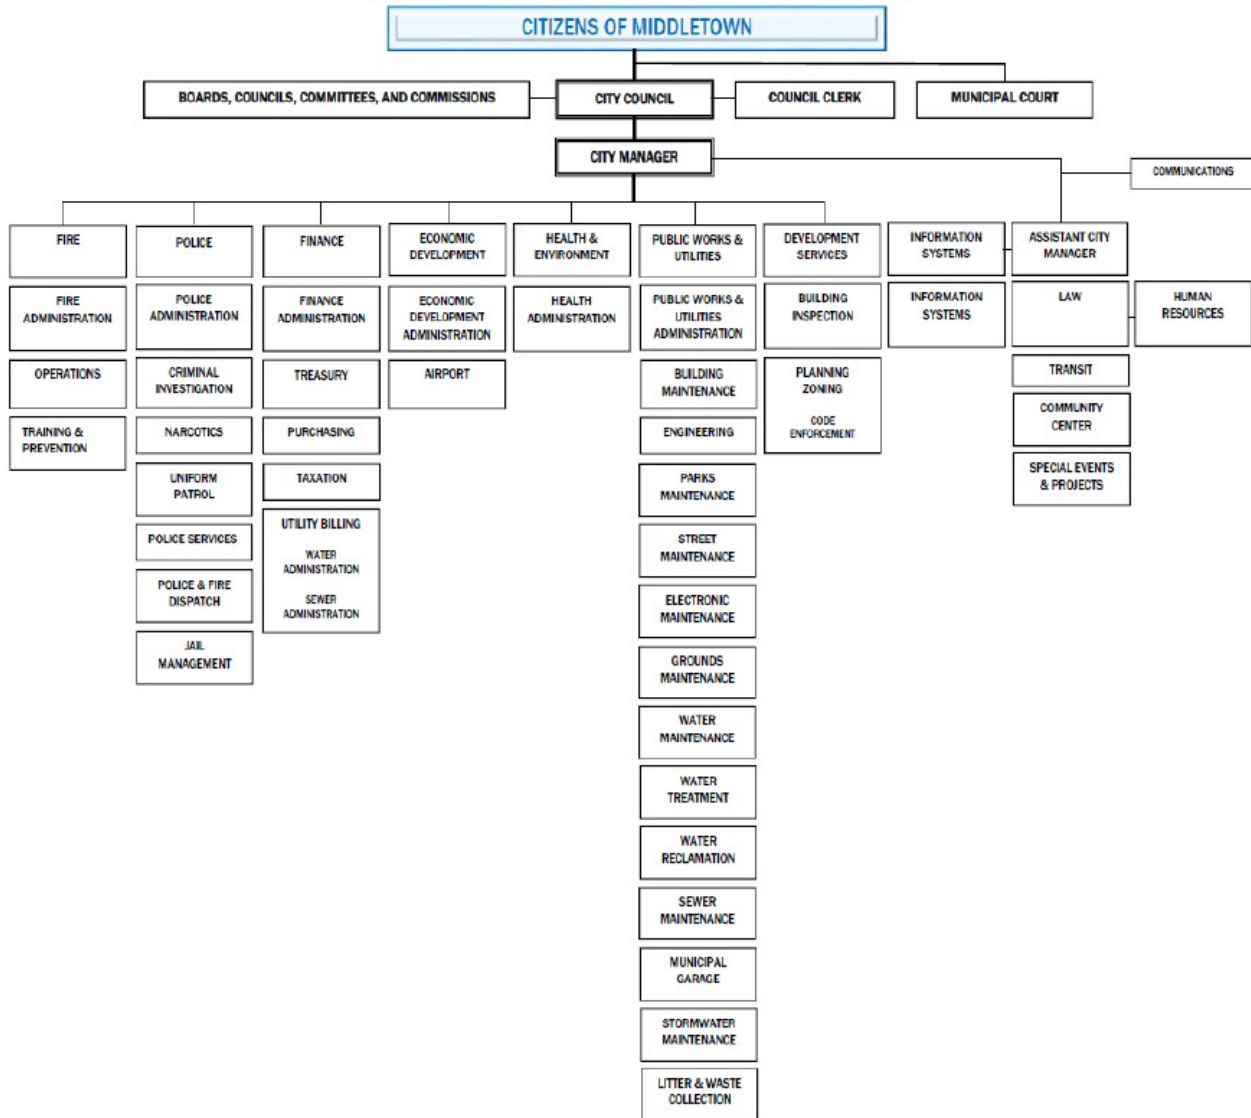 CITIZENS OF MIDDLETOWN
BOARDS, COUNCILS, COMMITTEES, AND COMMISSIONS
CITY COUNCIL
COUNCIL CLERK
MUNICIPAL COURT
CITY MANAGER
COMMUNICATIONS
FIRE
POLICE
FINANCE
ECONOMIC
DEVELOPMENT
HEALTH &
ENVIRONMENT
PUBLIC WORKS &
UTILITIES
DEVELOPMENT
SERVICES
INFORMATION
SYSTEMS
ASSISTANT CITY
MANAGER
FIRE
ADMINISTRATION
POLICE
ADMINISTRATION
FINANCE
ADMINISTRATION
ECONOMIC
DEVELOPMENT
ADMINISTRATION
HEALTH
ADMINISTRATION
PUBLIC WORKS &
UTILITIES
ADMINISTRATION
BUILDING
INSPECTION
INFORMATION
SYSTEMS
LAW
HUMAN
RESOURCES
OPERATIONS
CRIMINAL
INVESTIGATION
TREASURY
AIRPORT
BUILDING
MAINTENANCE
PLANNING
ZONING
CODE
ENFORCEMENT
TRANSIT
COMMUNITY
CENTER
TRAINING &
PREVENTION
NARCOTICS
PURCHASING
ENGINEERING
UNIFORM
PATROL
TAXATION
PARKS
MAINTENANCE
SPECIAL EVENTS
& PROJECTS
POLICE SERVICES
UTILITY BILLING
WATER
ADMINISTRATION
SEWER
ADMINISTRATION
STREET
MAINTENANCE
POLICE & FIRE
DISPATCH
ELECTRONIC
MAINTENANCE
JAIL
MANAGEMENT
GROUNDS
MAINTENANCE
WATER
MAINTENANCE
WATER
TREATMENT
WATER
RECLAMATION
SEWER
MAINTENANCE
MUNICIPAL
GARAGE
STORMWATER
MAINTENANCE
LITTER & WASTE
COLLECTION